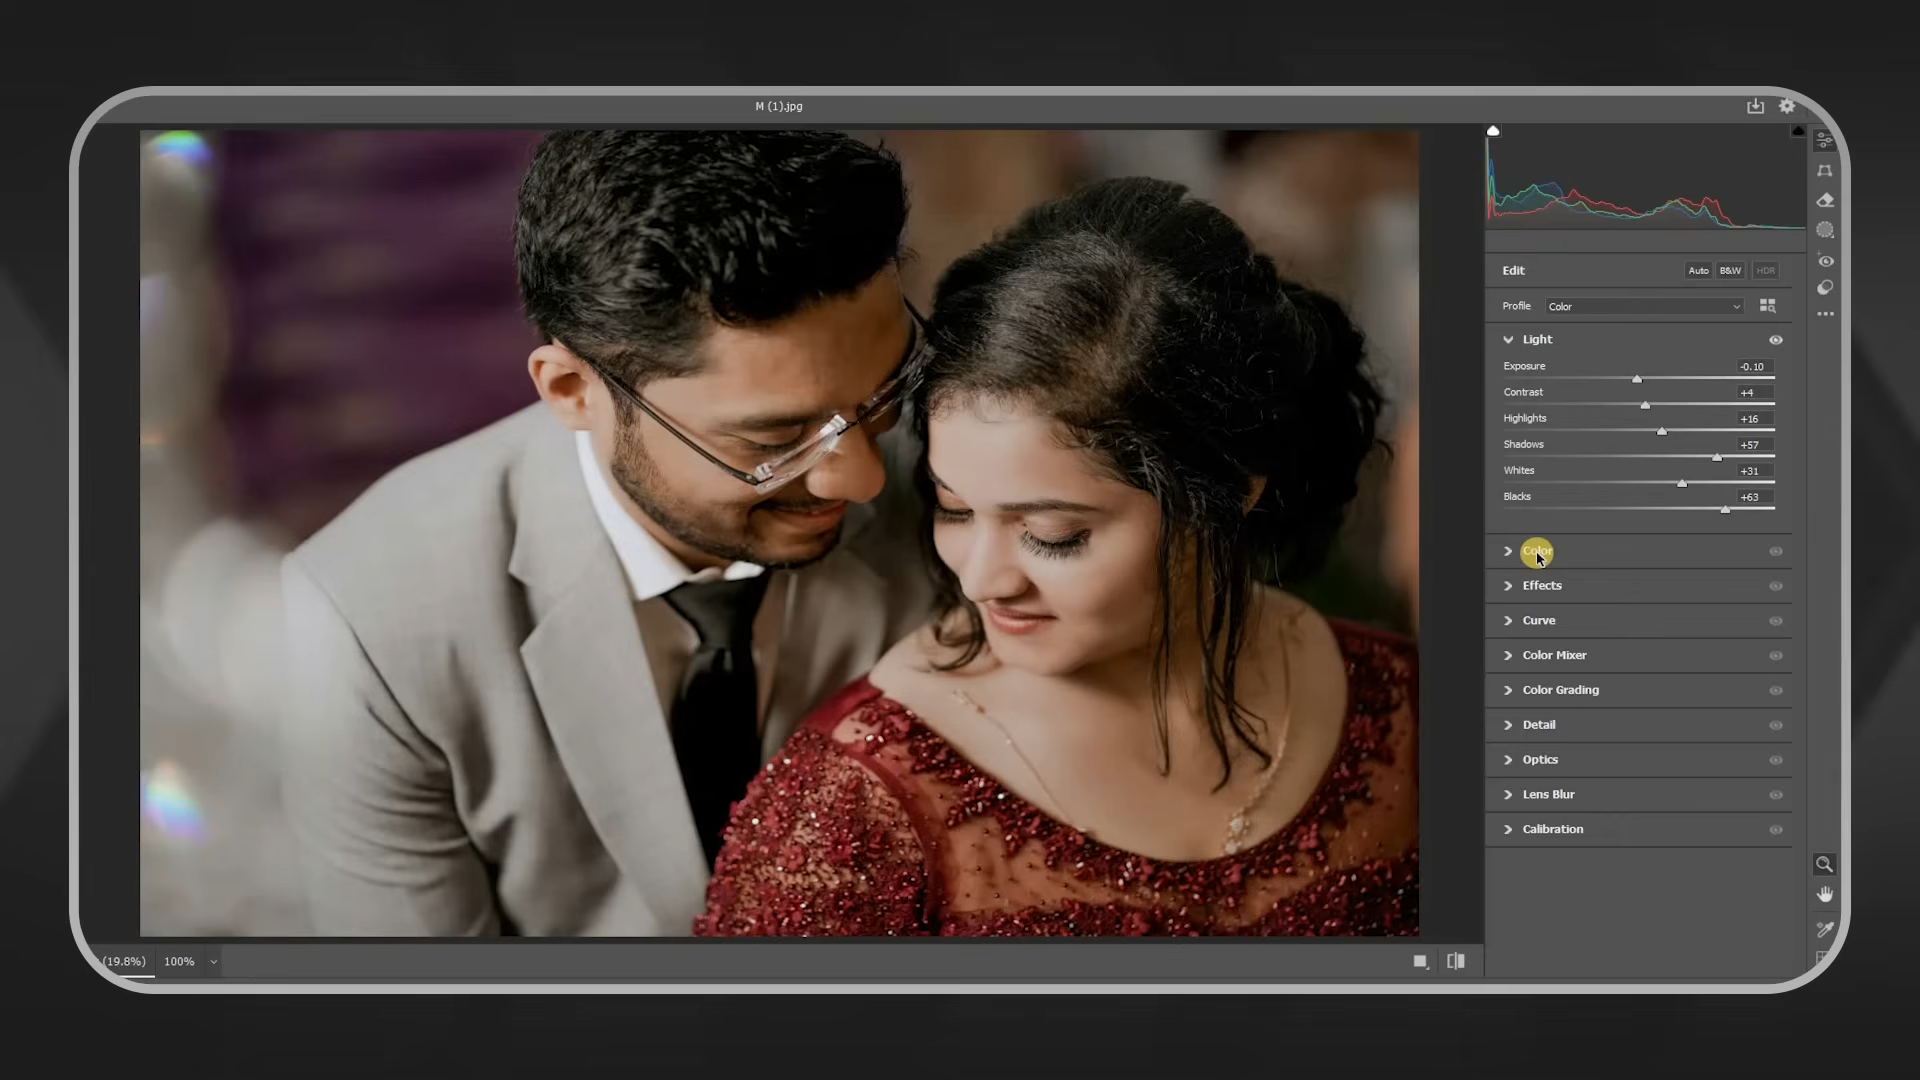 M (1).jpg
Edit
Auto B&W HDR
Profile Color
Light
Exposure -0.10
Contrast +4
Highlights +16
Shadows +57
Whites +31
Blacks +63
Color
Effects
Curve
Color Mixer
Color Grading
Detail
Optics
Lens Blur
Calibration
(19.8%) 100%